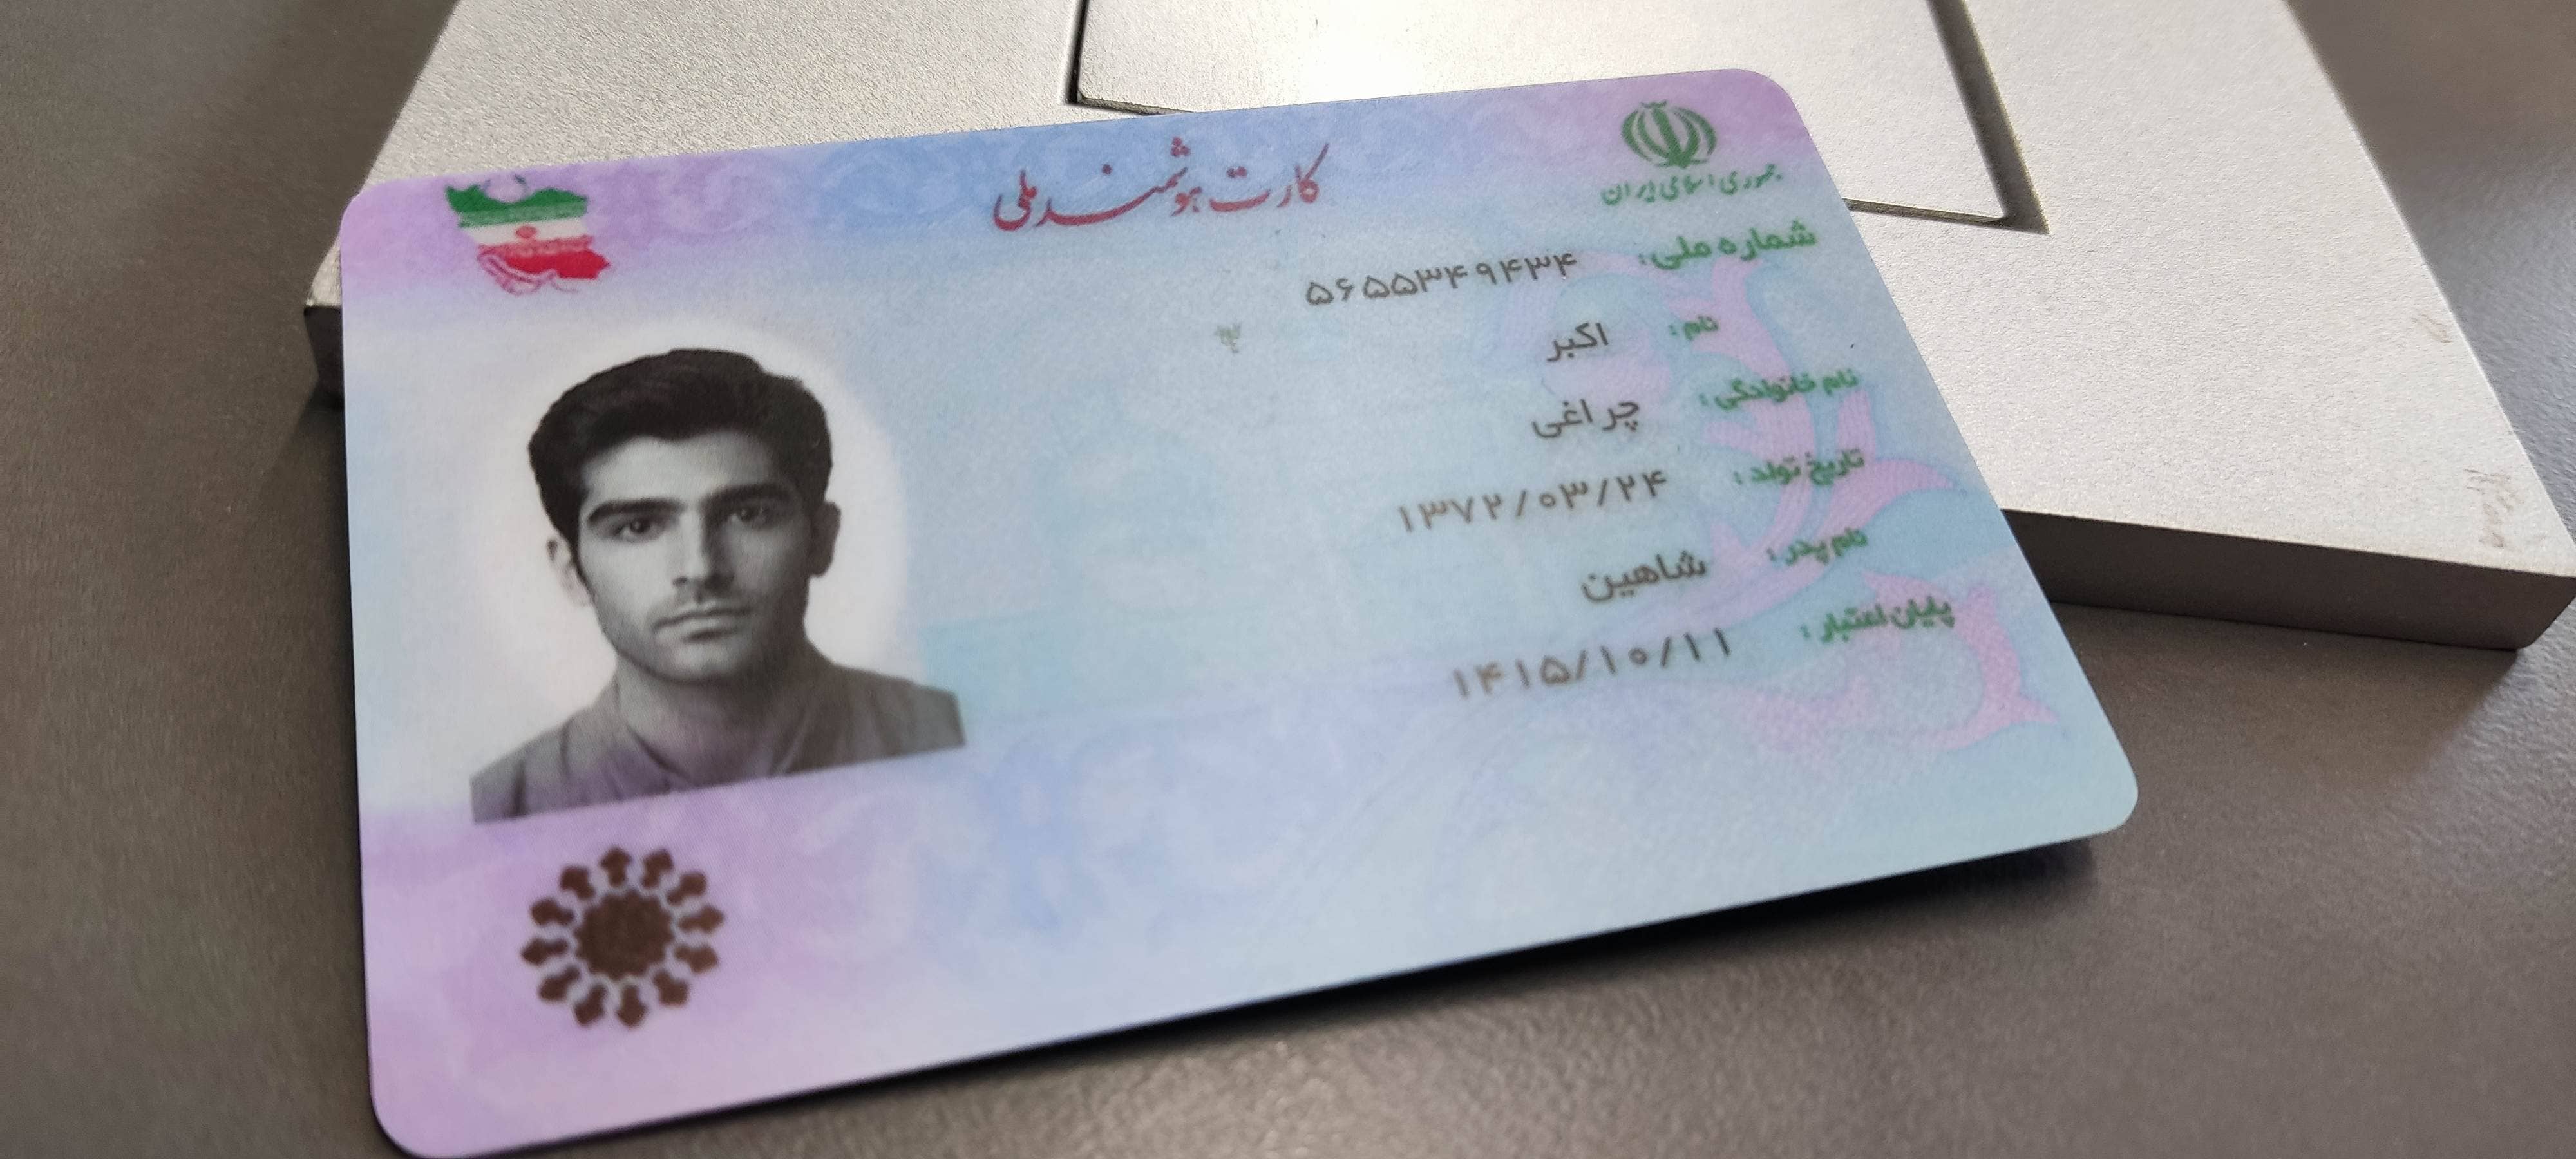 جمهوری اسلامی ایران
کارت هوشمند ملی
شماره ملی: ۵۶۵۵۳۴۹۴۳۴
نام: اکبر
نام خانوادگی: چراغی
تاریخ تولد: ۱۳۷۲/۰۳/۲۴
نام پدر: شاهین
پایان اعتبار: ۱۴۱۵/۱۰/۱۱